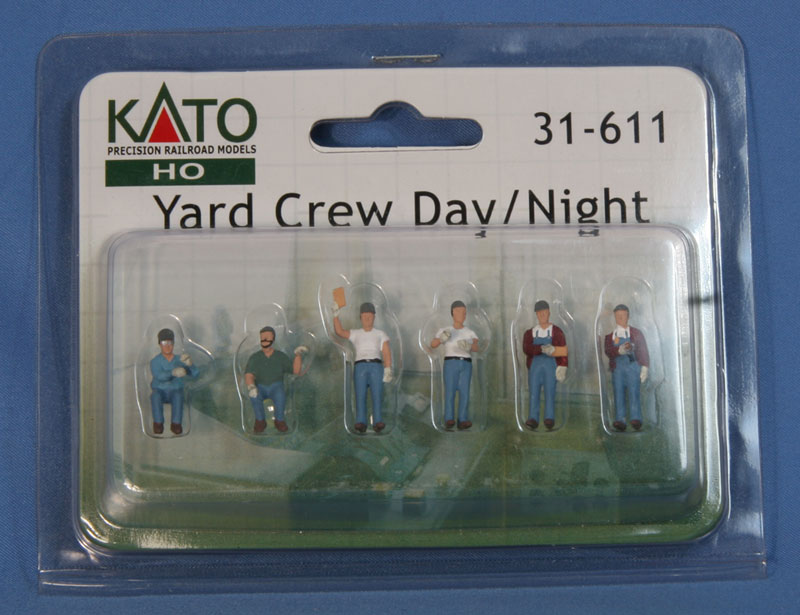 KATO
PRECISION RAILROAD MODELS
HO
31-611
Yard Crew Day/Night